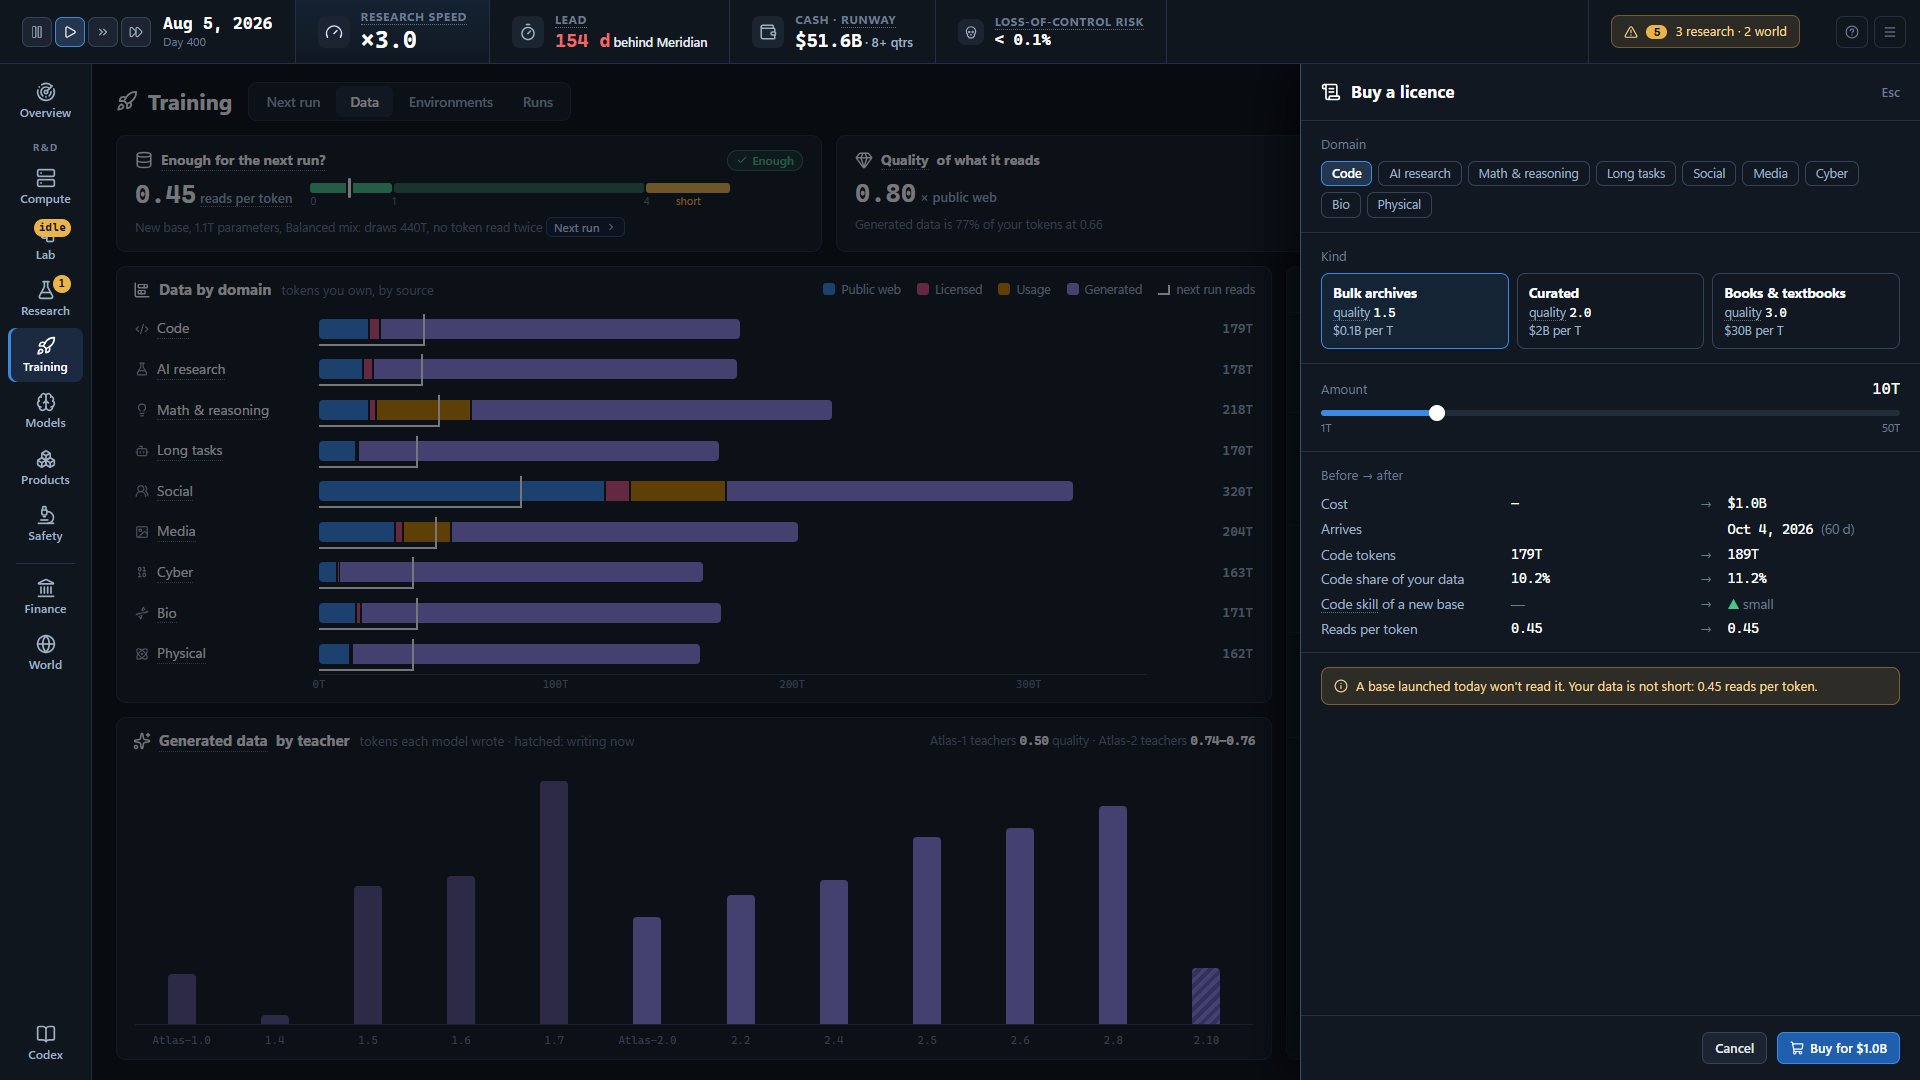 Aug 5, 2026
Day 400
RESEARCH SPEED
×3.0
LEAD
154 d behind Meridian
CASH · RUNWAY
$51.6B · 8+ qtrs
LOSS-OF-CONTROL RISK
< 0.1%
5 3 research · 2 world
Overview
R&D
Compute
idle
Lab
1
Research
Training
Models
Products
Safety
Finance
World
Codex
Training
Next run Data Environments Runs
Enough for the next run?
Enough
0.45 reads per token
0 1 4 short
New base, 1.1T parameters, Balanced mix: draws 440T, no token read twice Next run
Quality of what it reads
0.80 × public web
Generated data is 77% of your tokens at 0.66
Data by domain tokens you own, by source
Public web Licensed Usage Generated next run reads
Code 179T
AI research 178T
Math & reasoning 218T
Long tasks 170T
Social 320T
Media 204T
Cyber 163T
Bio 171T
Physical 162T
0T 100T 200T 300T
Generated data by teacher tokens each model wrote · hatched: writing now
Atlas-1 teachers 0.50 quality · Atlas-2 teachers 0.74–0.76
Atlas-1.0 1.4 1.5 1.6 1.7 Atlas-2.0 2.2 2.4 2.5 2.6 2.8 2.10
Buy a licence
Esc
Domain
Code AI research Math & reasoning Long tasks Social Media Cyber
Bio Physical
Kind
Bulk archives
quality 1.5
$0.1B per T
Curated
quality 2.0
$2B per T
Books & textbooks
quality 3.0
$30B per T
Amount 10T
1T 50T
Before → after
Cost — → $1.0B
Arrives Oct 4, 2026 (60 d)
Code tokens 179T → 189T
Code share of your data 10.2% → 11.2%
Code skill of a new base — → ▲ small
Reads per token 0.45 → 0.45
A base launched today won't read it. Your data is not short: 0.45 reads per token.
Cancel
Buy for $1.0B